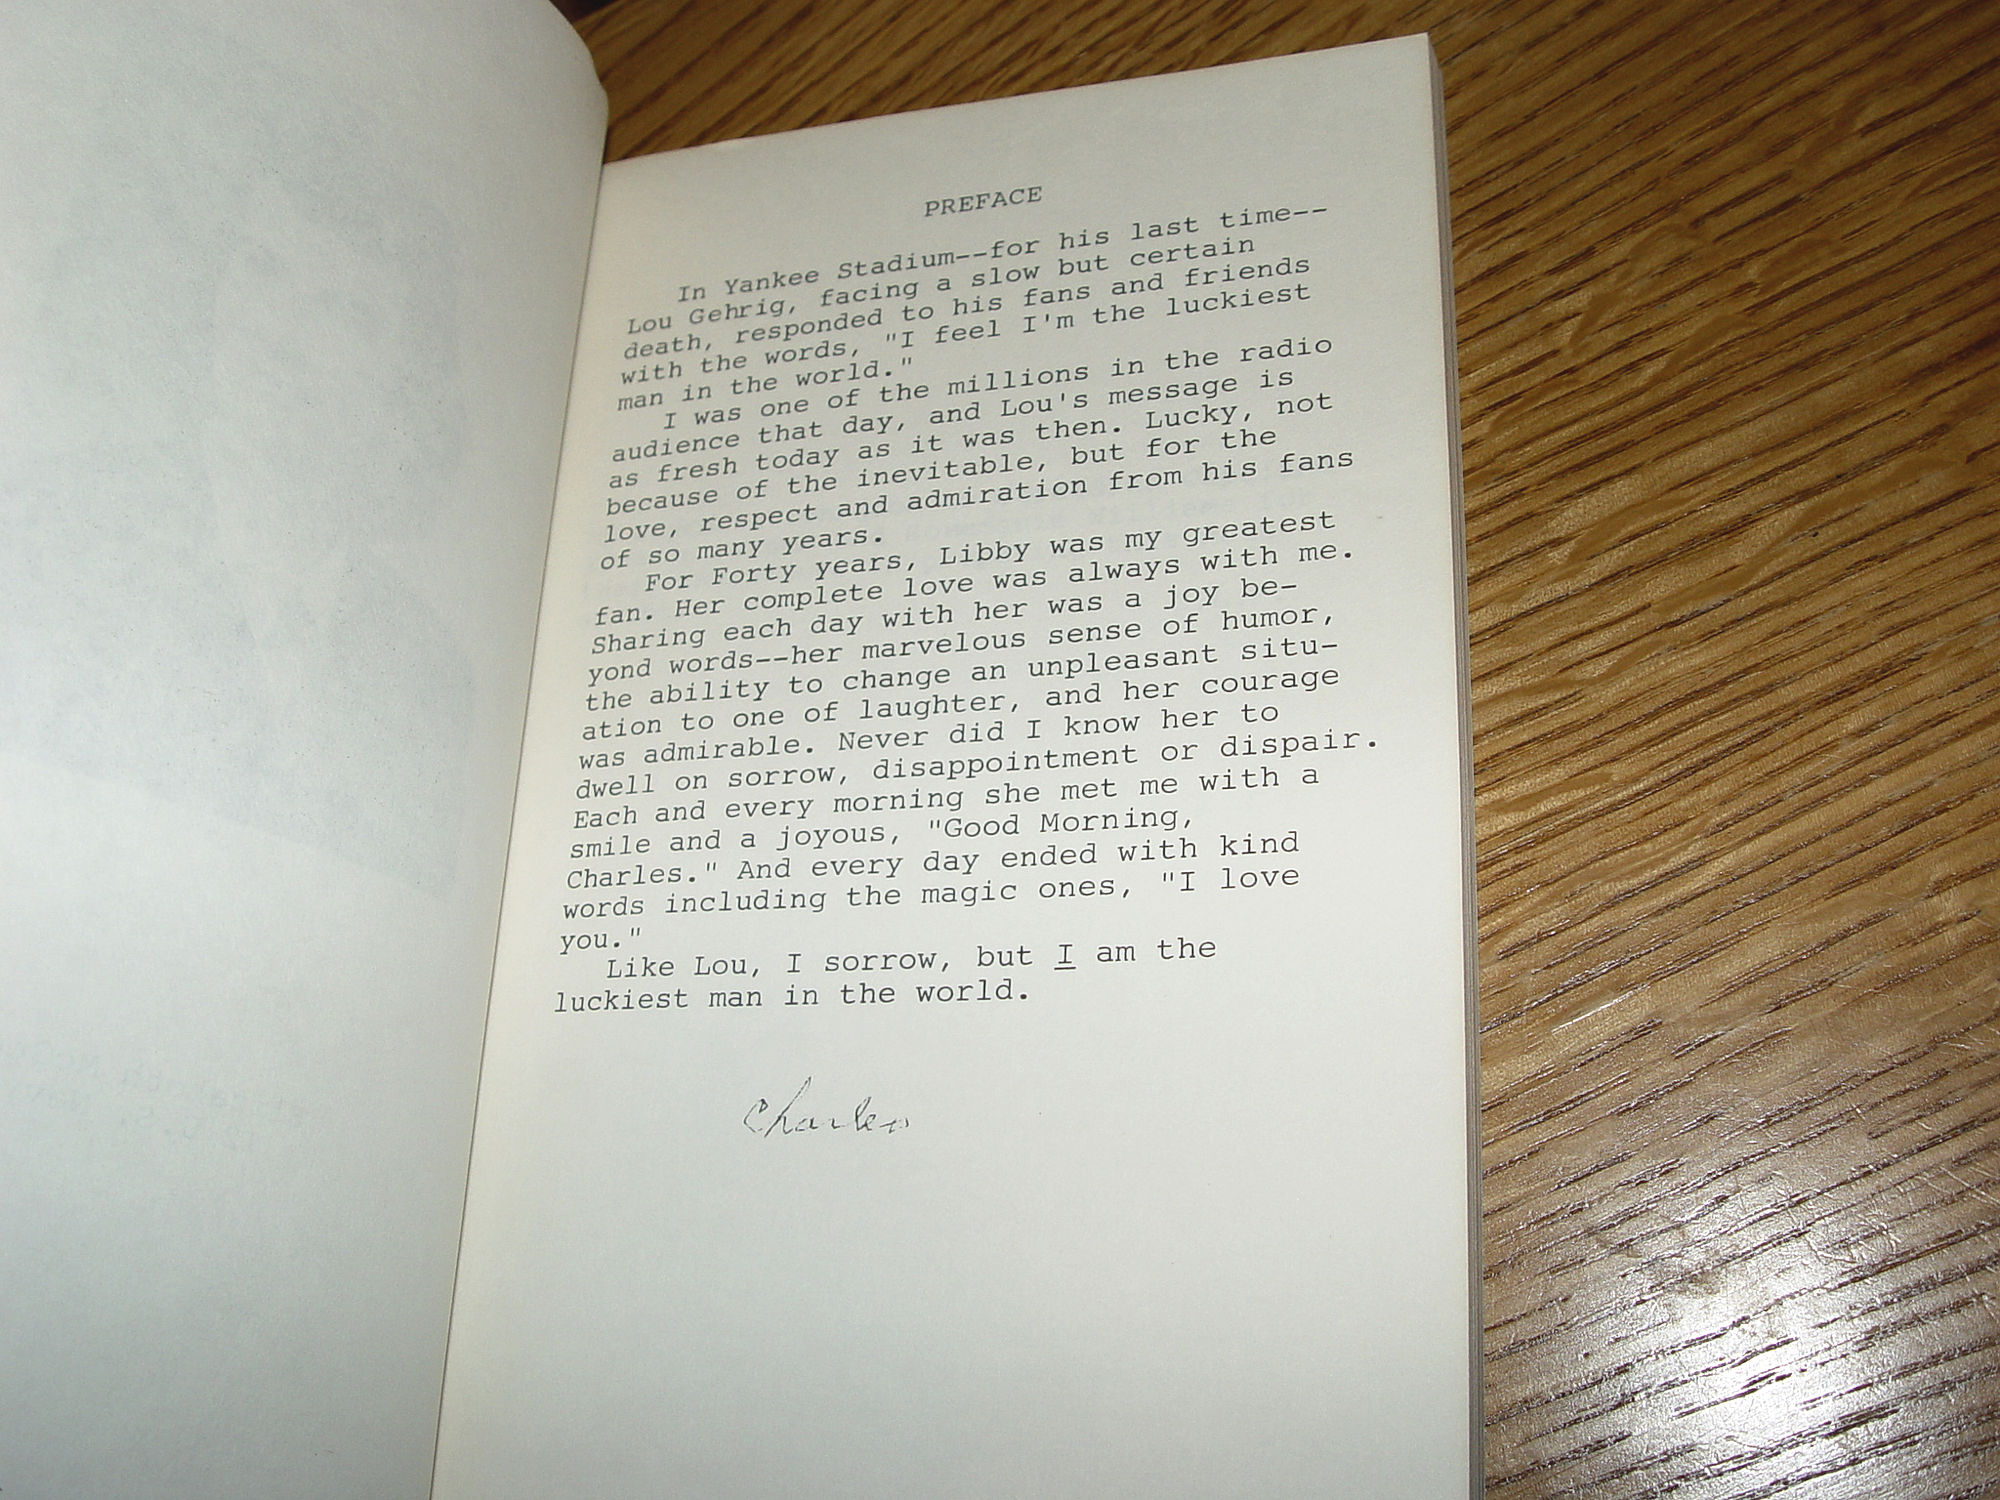 PREFACE
In Yankee Stadium--for his last time--
Lou Gehrig, facing a slow but certain
death, responded to his fans and friends
with the words, "I feel I'm the luckiest
man in the world."
I was one of the millions in the radio
audience that day, and Lou's message is
as fresh today as it was then. Lucky, not
because of the inevitable, but for the
love, respect and admiration from his fans
of so many years.
For Forty years, Libby was my greatest
fan. Her complete love was always with me.
Sharing each day with her was a joy be-
yond words--her marvelous sense of humor,
the ability to change an unpleasant situ-
ation to one of laughter, and her courage
was admirable. Never did I know her to
dwell on sorrow, disappointment or dispair.
Each and every morning she met me with a
smile and a joyous, "Good Morning,
Charles." And every day ended with kind
words including the magic ones, "I love
you."
Like Lou, I sorrow, but I am the
luckiest man in the world.
Charles